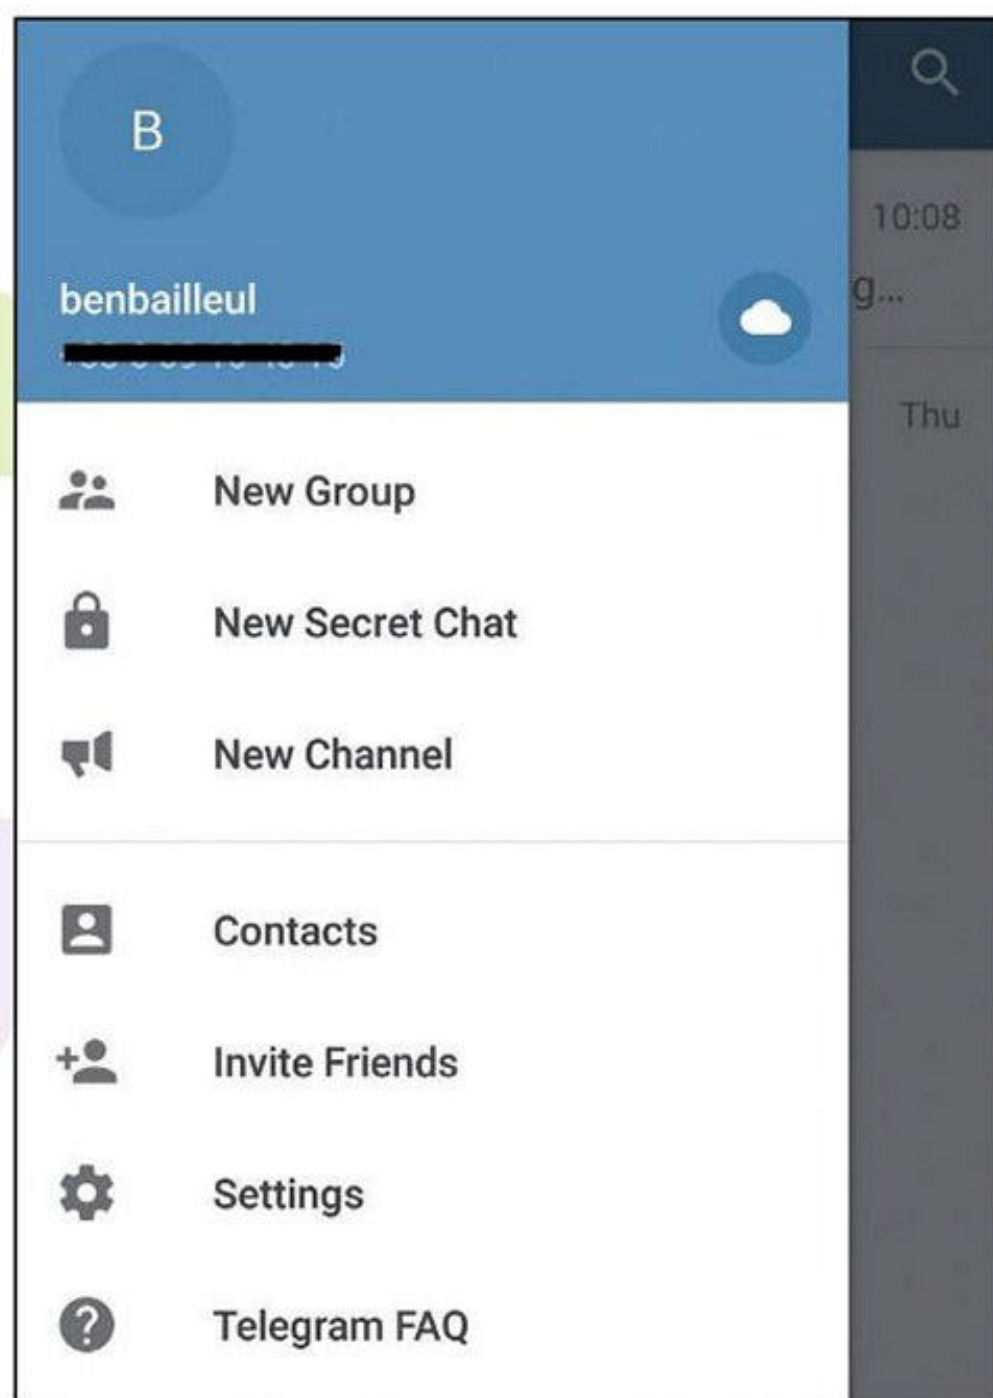 B
benbailleul
10:08
g...
Thu
New Group
New Secret Chat
New Channel
Contacts
Invite Friends
Settings
Telegram FAQ